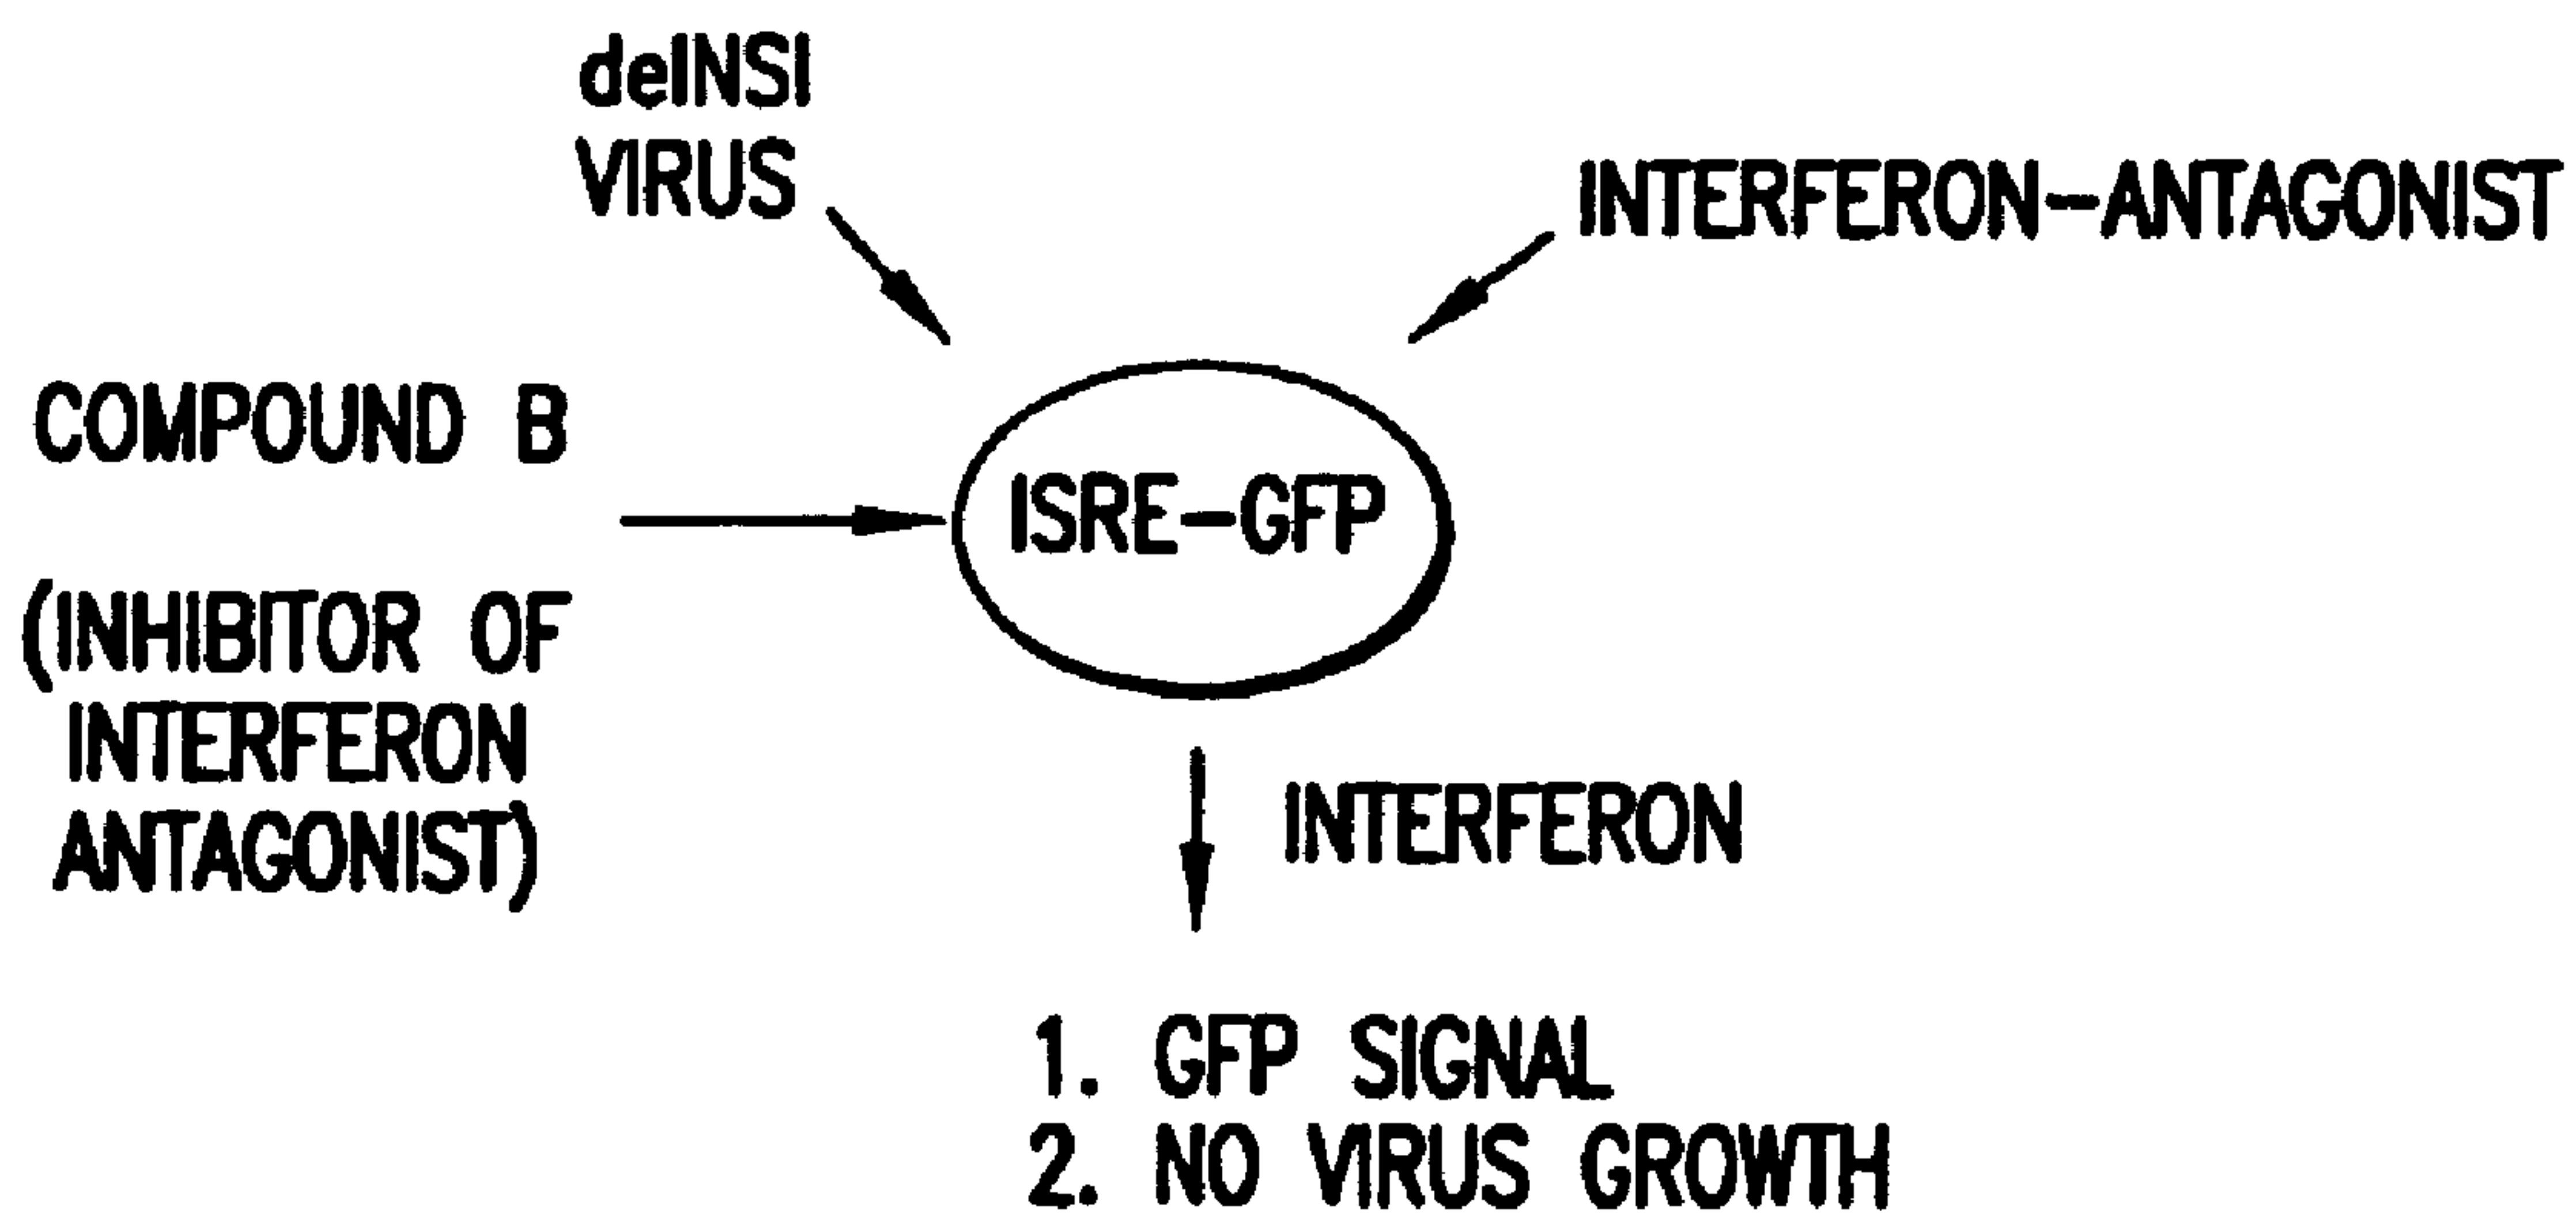 delNSI
VIRUS
INTERFERON-ANTAGONIST
COMPOUND B
(INHIBITOR OF
INTERFERON
ANTAGONIST)
ISRE-GFP
INTERFERON
1. GFP SIGNAL
2. NO VIRUS GROWTH